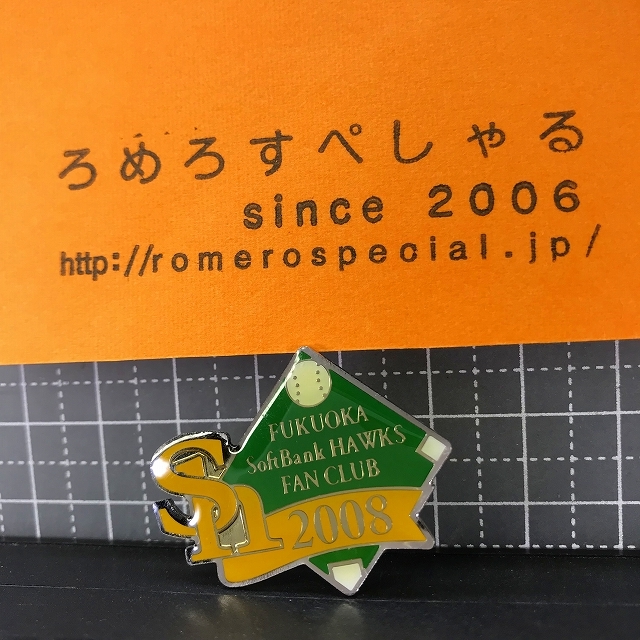 ろめろすぺしゃる
since 2006
http://romerospecial.jp/
FUKUOKA
SoftBank HAWKS
FAN CLUB
SH
2008